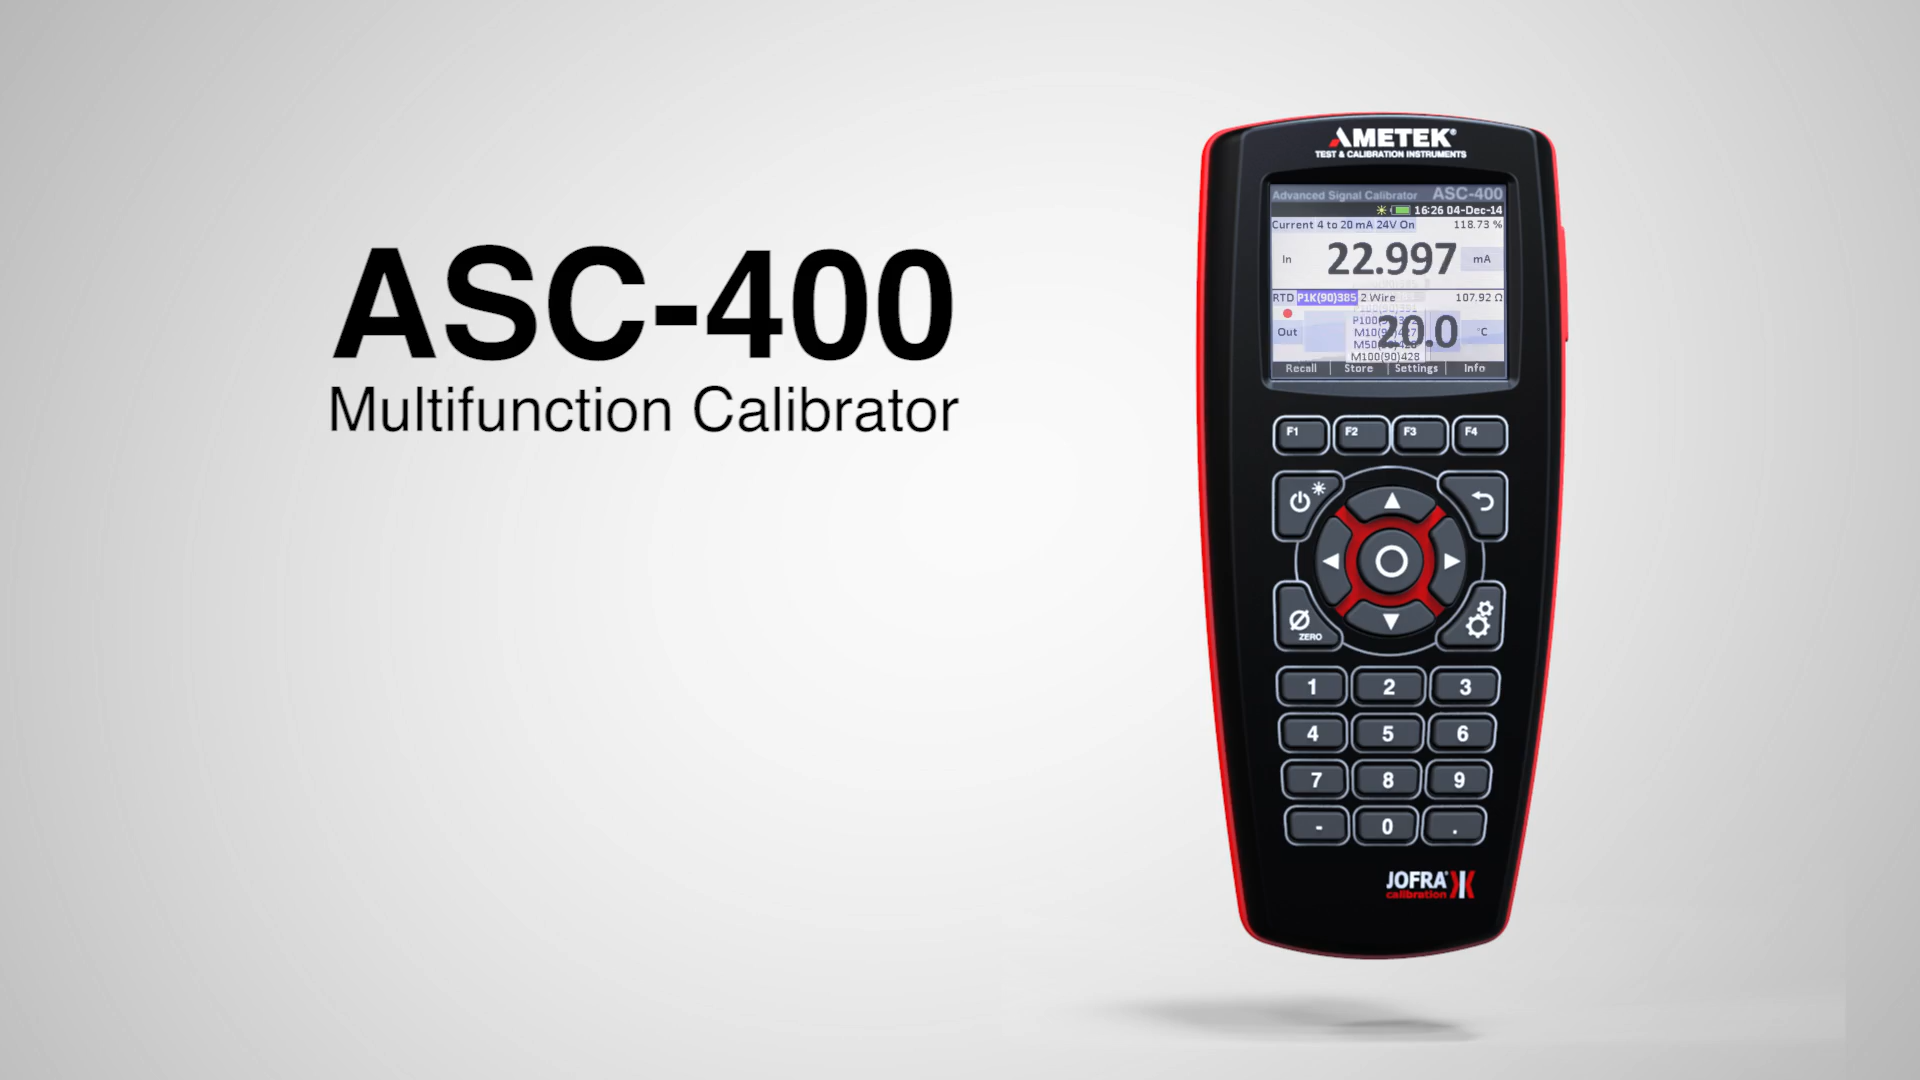 ASC-400
Multifunction Calibrator
AMETEK®
TEST & CALIBRATION INSTRUMENTS
Advanced Signal Calibrator ASC-400
16:26 04-Dec-14
Current 4 to 20 mA 24V On 118.73 %
In 22.997 mA
RTD P1K(90)385 2 Wire 107.92 Ω
Out 20.0 °C
M100(90)428
Recall Store Settings Info
F1 F2 F3 F4
ZERO
1 2 3
4 5 6
7 8 9
- 0 .
JOFRA®
calibration